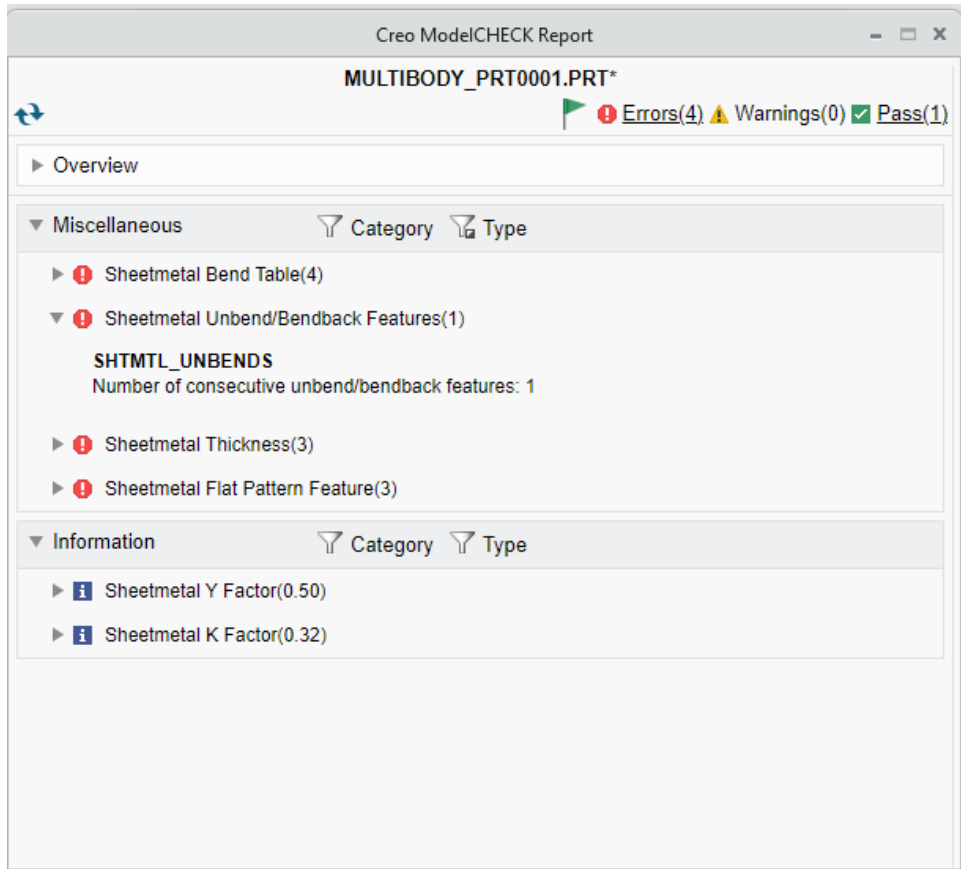 Creo ModelCHECK Report
MULTIBODY_PRT0001.PRT*
Errors(4) Warnings(0) Pass(1)
Overview
Miscellaneous Category Type
Sheetmetal Bend Table(4)
Sheetmetal Unbend/Bendback Features(1)
SHTMTL_UNBENDS
Number of consecutive unbend/bendback features: 1
Sheetmetal Thickness(3)
Sheetmetal Flat Pattern Feature(3)
Information Category Type
Sheetmetal Y Factor(0.50)
Sheetmetal K Factor(0.32)